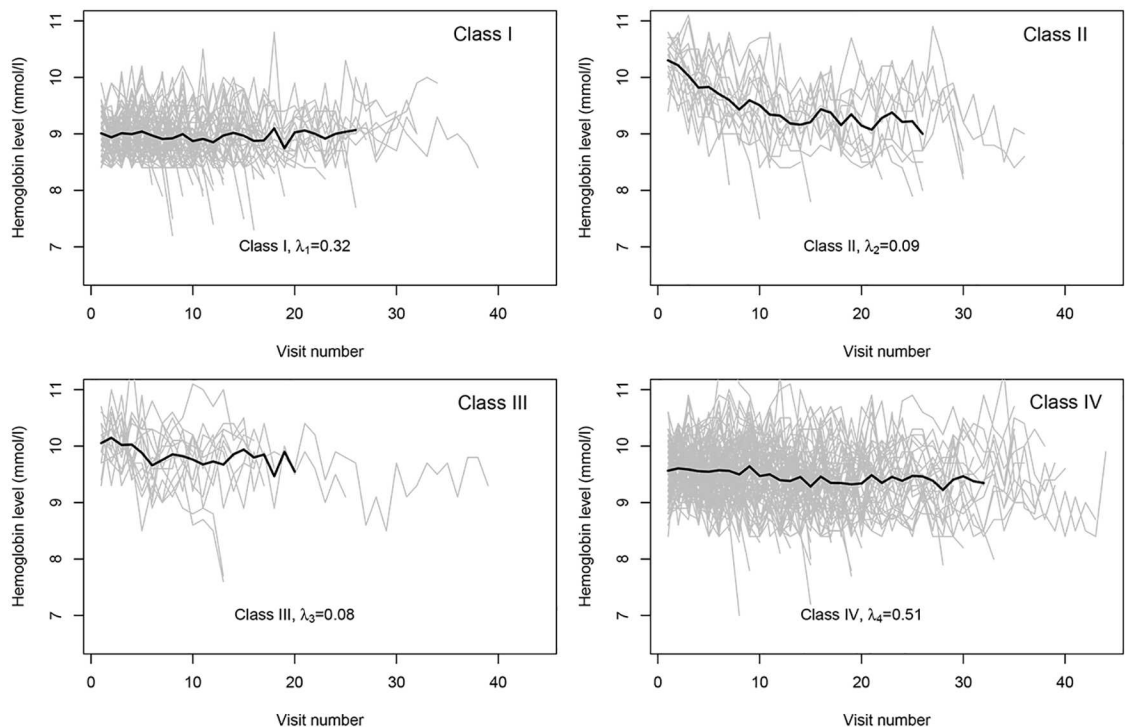 Class I
Hemoglobin level (mmol/l)
11
10
9
8
7
Class I, λ1=0.32
0 10 20 30 40
Visit number
Class II
Hemoglobin level (mmol/l)
11
10
9
8
7
Class II, λ2=0.09
0 10 20 30 40
Visit number
Class III
Hemoglobin level (mmol/l)
11
10
9
8
7
Class III, λ3=0.08
0 10 20 30 40
Visit number
Class IV
Hemoglobin level (mmol/l)
11
10
9
8
7
Class IV, λ4=0.51
0 10 20 30 40
Visit number